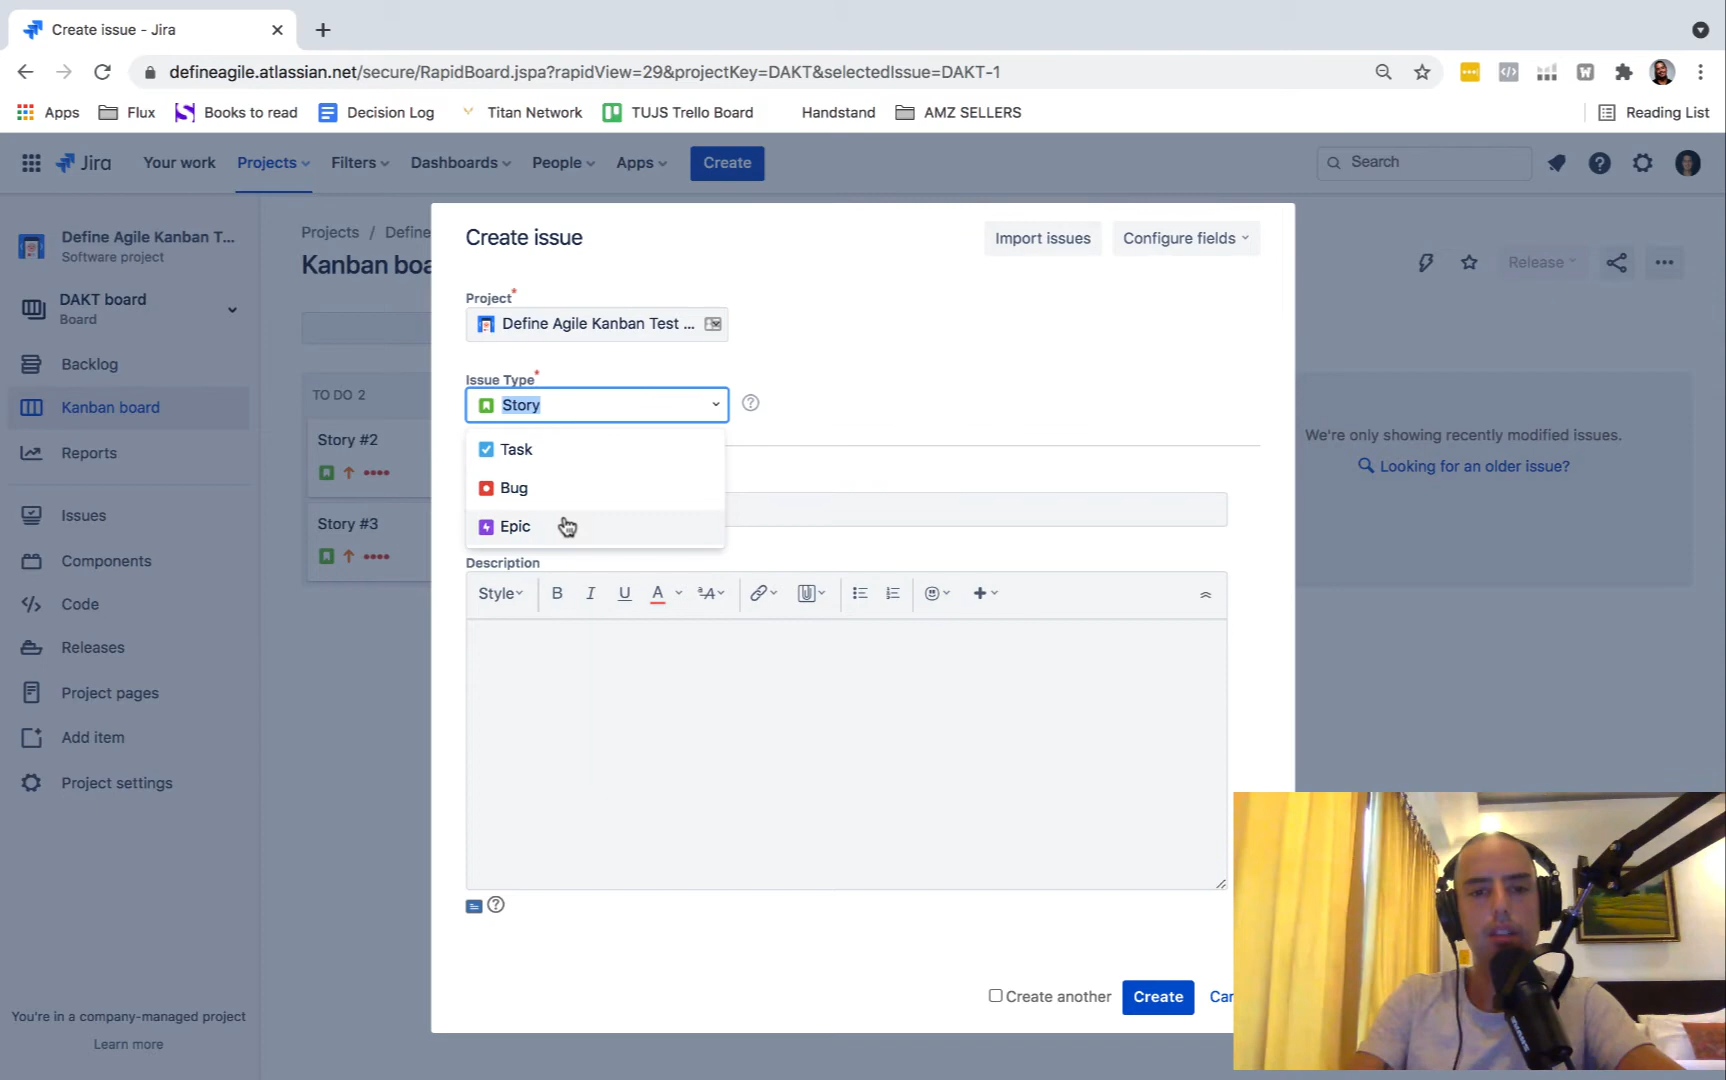 Create issue - Jira
defineagile.atlassian.net/secure/RapidBoard.jspa?rapidView=29&projectKey=DAKT&selectedIssue=DAKT-1
Apps Flux Books to read Decision Log Titan Network TUJS Trello Board Handstand AMZ SELLERS Reading List
Jira Your work Projects Filters Dashboards People Apps Create Search
Define Agile Kanban T...
Software project
DAKT board
Board
Backlog
Kanban board
Reports
Issues
Components
Code
Releases
Project pages
Add item
Project settings
You're in a company-managed project
Learn more
Projects / Define
Kanban boa
Release
TO DO 2
Story #2
Story #3
We're only showing recently modified issues.
Looking for an older issue?
Create issue
Import issues Configure fields
Project*
Define Agile Kanban Test ...
Issue Type*
Story
Task
Bug
Epic
Description
Style B I U A ªA
Create another Create Can